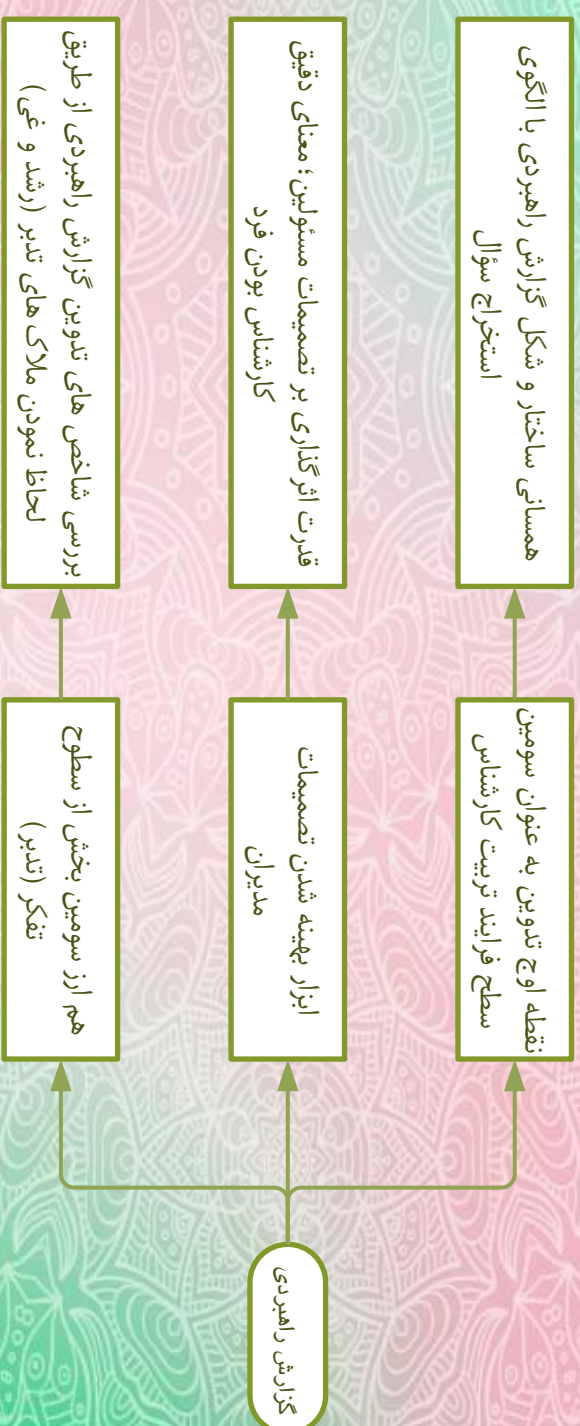 گزارش راهبردی
نقطه اوج تدوین به عنوان سومین
سطح فرایند تربیت کارشناس
همسانی ساختار و شکل گزارش راهبردی با الگوی
استخراج سؤال
ابزار بهینه شدن تصمیمات
مدیران
قدرت اثرگذاری بر تصمیمات مسئولین؛ معنای دقیق
کارشناس بودن فرد
هم ارز سومین بخش از سطوح
تفکر (تدبر)
بررسی شاخص های تدوین گزارش راهبردی از طریق
لحاظ نمودن ملاک های تدبر (رشد و غی)